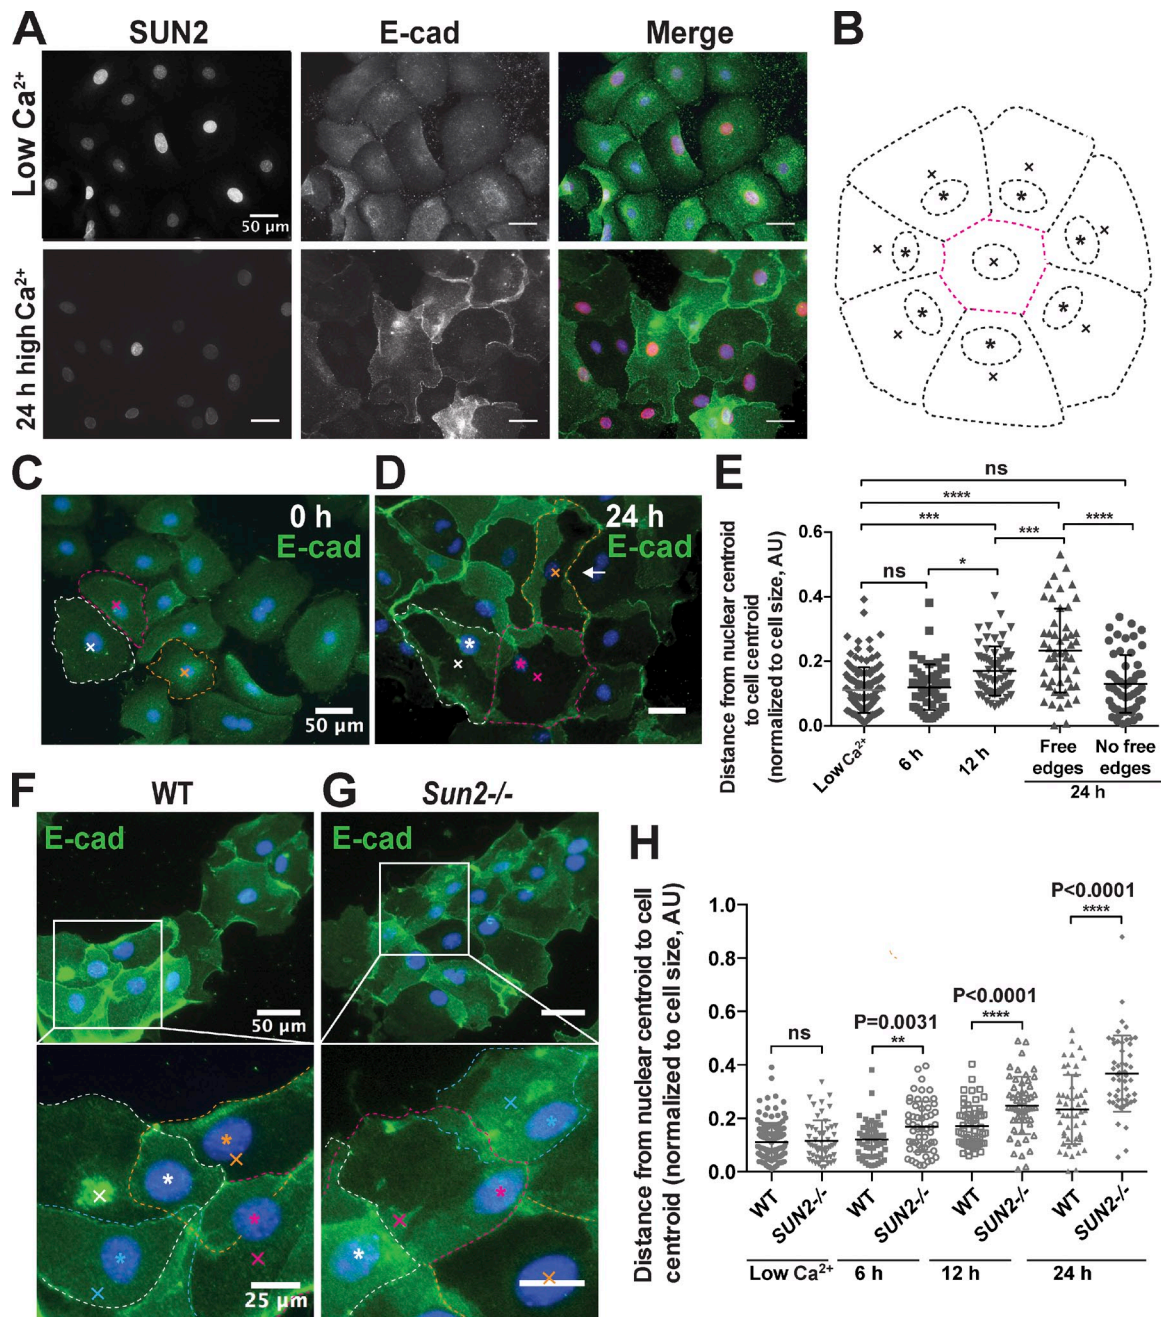 A
SUN2
E-cad
Merge
B
Low Ca²⁺
50 µm
24 h high Ca²⁺
C
0 h
E-cad
50 µm
D
24 h
E-cad
E
ns
****
***
***
****
ns
*
Distance from nuclear centroid
to cell centroid
(normalized to cell size, AU)
0.6
0.4
0.2
0.0
Low Ca²⁺
6 h
12 h
Free
edges
No free
edges
24 h
F
WT
E-cad
50 µm
25 µm
G
Sun2-/-
E-cad
H
Distance from nuclear centroid to cell
centroid (normalized to cell size, AU)
1.0
0.8
0.6
0.4
0.2
0.0
ns
P=0.0031
**
P<0.0001
****
P<0.0001
****
WT
SUN2-/-
WT
SUN2-/-
WT
SUN2-/-
WT
SUN2-/-
Low Ca²⁺
6 h
12 h
24 h